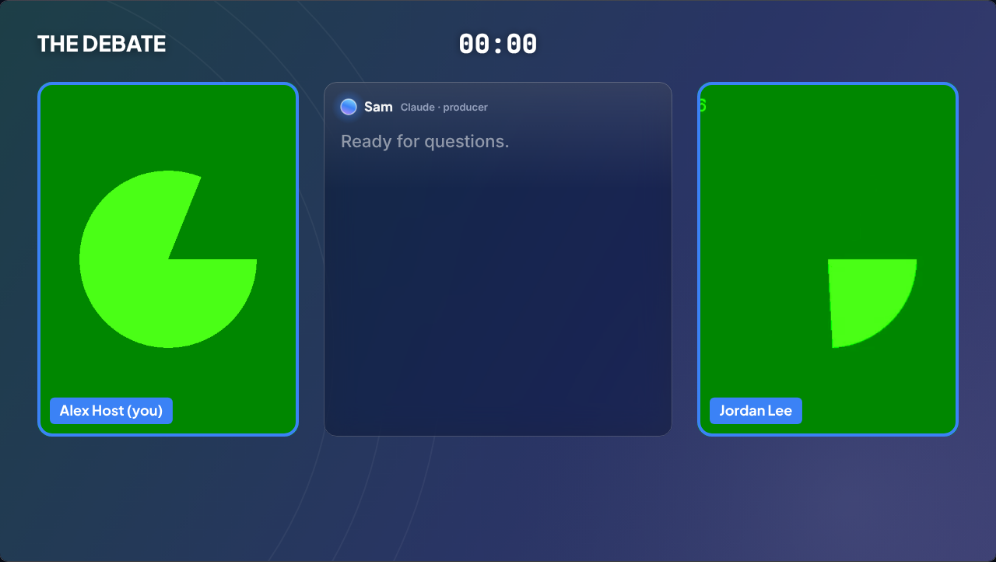 THE DEBATE
00:00
Sam Claude · producer
Ready for questions.
Alex Host (you)
Jordan Lee